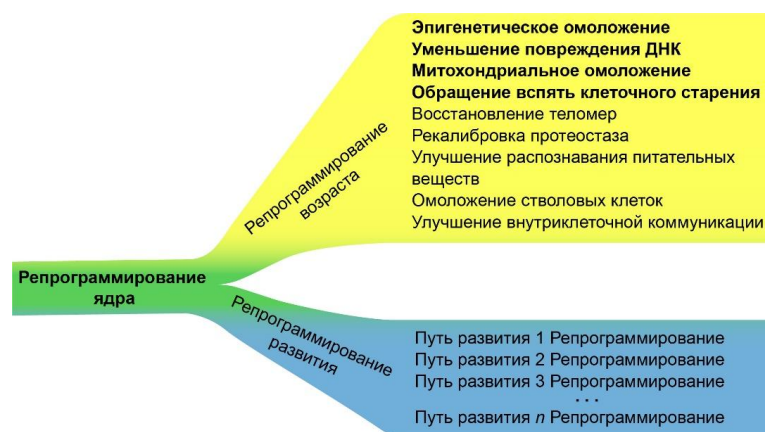 Эпигенетическое омоложение
Уменьшение повреждения ДНК
Митохондриальное омоложение
Обращение вспять клеточного старения
Восстановление теломер
Рекалибровка протеостаза
Улучшение распознавания питательных
веществ
Омоложение стволовых клеток
Улучшение внутриклеточной коммуникации
Репрограммирование
возраста
Репрограммирование
ядра
Репрограммирование
развития
Путь развития 1 Репрограммирование
Путь развития 2 Репрограммирование
Путь развития 3 Репрограммирование
...
Путь развития n Репрограммирование